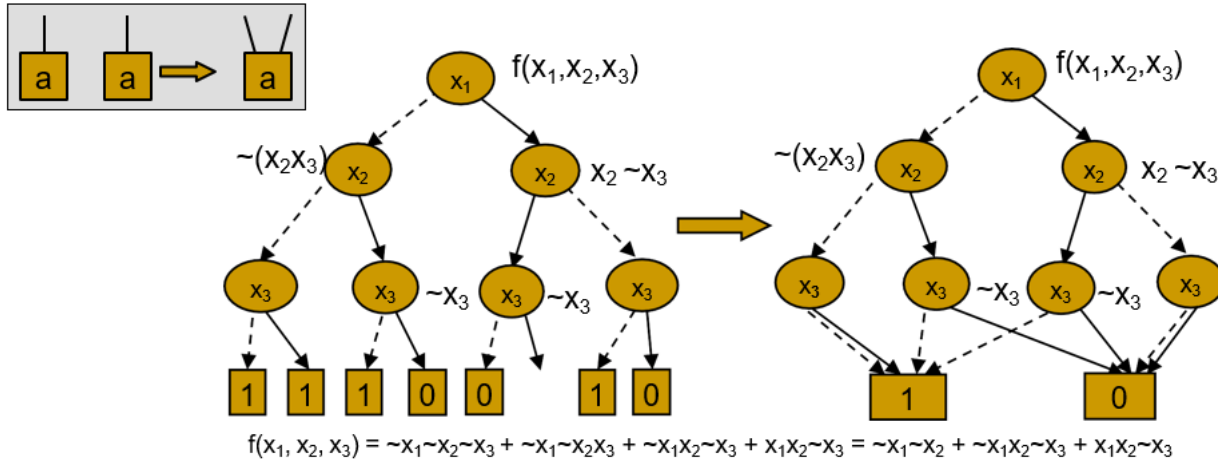 a a a
f(x₁,x₂,x₃) f(x₁,x₂,x₃)
x₁ x₁
~(x₂x₃) x₂ x₂ x₂ ~x₃ ~(x₂x₃) x₂ x₂ x₂ ~x₃
x₃ x₃ ~x₃ x₃ ~x₃ x₃ x₃ x₃ ~x₃ x₃ ~x₃ x₃
1 1 1 0 0 1 0 1 0
f(x₁, x₂, x₃) = ~x₁~x₂~x₃ + ~x₁~x₂x₃ + ~x₁x₂~x₃ + x₁x₂~x₃ = ~x₁~x₂ + ~x₁x₂~x₃ + x₁x₂~x₃